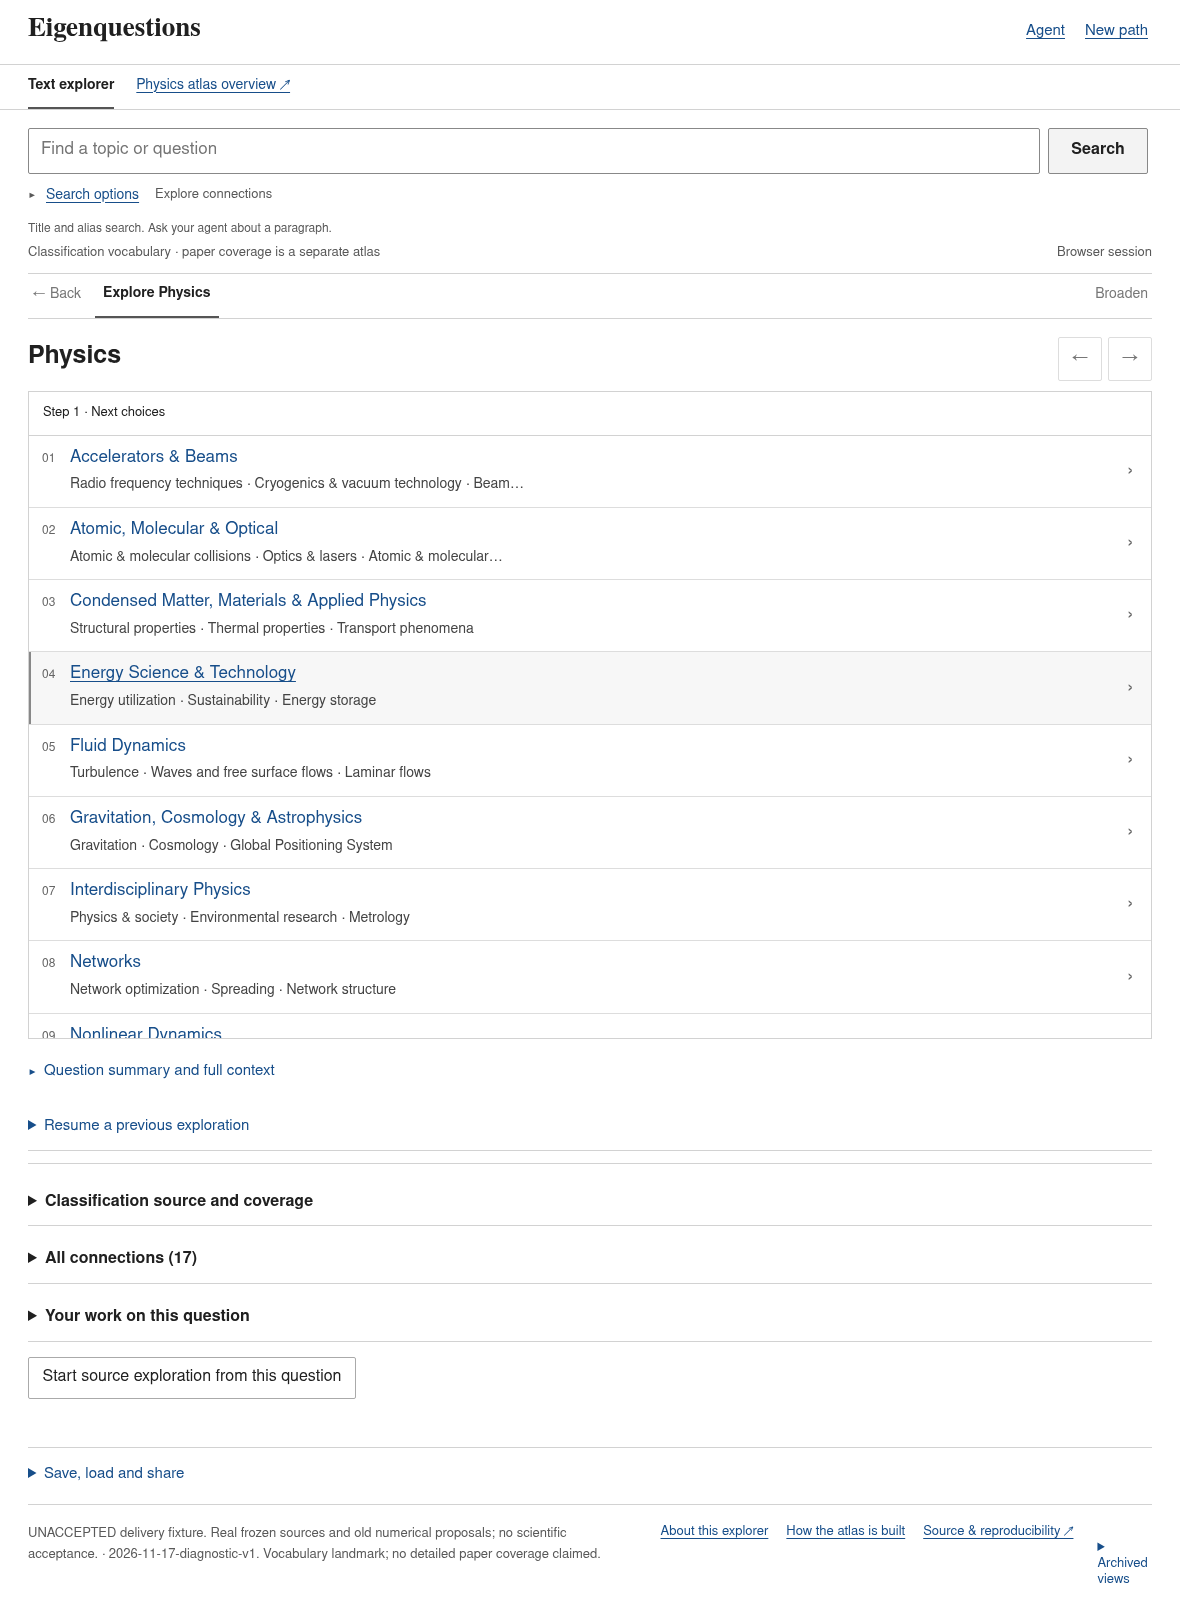 Eigenquestions
Agent
New path
Text explorer
Physics atlas overview ↗
Find a topic or question
Search
▸ Search options
Explore connections
Title and alias search. Ask your agent about a paragraph.
Classification vocabulary · paper coverage is a separate atlas
Browser session
← Back
Explore Physics
Broaden
Physics
← →
Step 1 · Next choices
01 Accelerators & Beams
Radio frequency techniques · Cryogenics & vacuum technology · Beam…
›
02 Atomic, Molecular & Optical
Atomic & molecular collisions · Optics & lasers · Atomic & molecular…
›
03 Condensed Matter, Materials & Applied Physics
Structural properties · Thermal properties · Transport phenomena
›
04 Energy Science & Technology
Energy utilization · Sustainability · Energy storage
›
05 Fluid Dynamics
Turbulence · Waves and free surface flows · Laminar flows
›
06 Gravitation, Cosmology & Astrophysics
Gravitation · Cosmology · Global Positioning System
›
07 Interdisciplinary Physics
Physics & society · Environmental research · Metrology
›
08 Networks
Network optimization · Spreading · Network structure
›
09 Nonlinear Dynamics
▸ Question summary and full context
▶ Resume a previous exploration
▶ Classification source and coverage
▶ All connections (17)
▶ Your work on this question
Start source exploration from this question
▶ Save, load and share
UNACCEPTED delivery fixture. Real frozen sources and old numerical proposals; no scientific
acceptance. · 2026-11-17-diagnostic-v1. Vocabulary landmark; no detailed paper coverage claimed.
About this explorer
How the atlas is built
Source & reproducibility ↗
▶
Archived
views